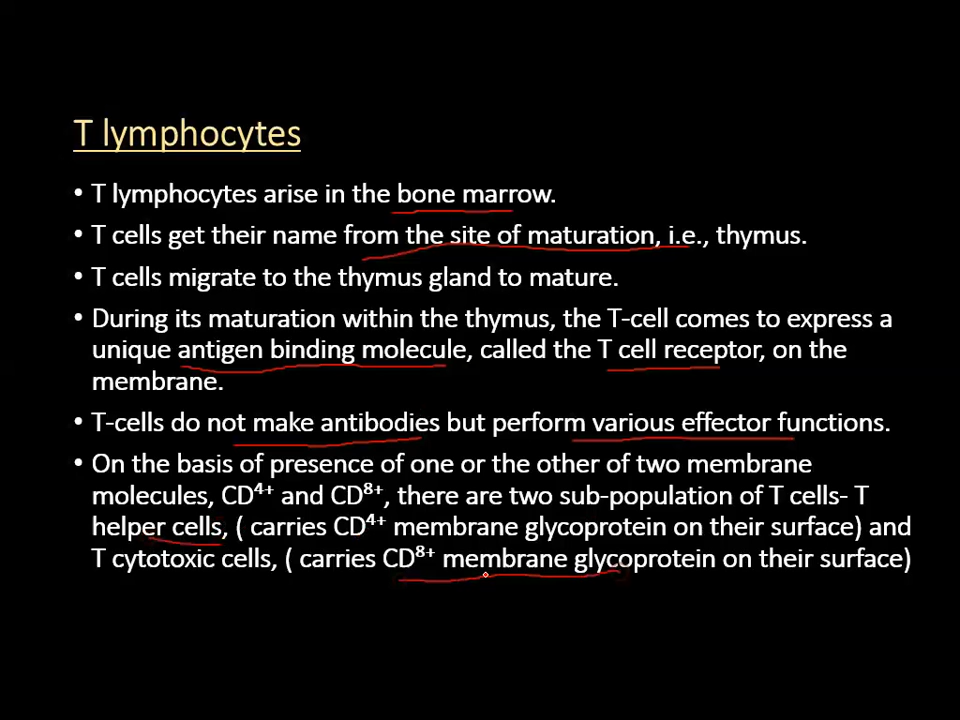 T lymphocytes
• T lymphocytes arise in the bone marrow.
• T cells get their name from the site of maturation, i.e., thymus.
• T cells migrate to the thymus gland to mature.
• During its maturation within the thymus, the T-cell comes to express a
unique antigen binding molecule, called the T cell receptor, on the
membrane.
• T-cells do not make antibodies but perform various effector functions.
• On the basis of presence of one or the other of two membrane
molecules, CD⁴⁺ and CD⁸⁺, there are two sub-population of T cells- T
helper cells, ( carries CD⁴⁺ membrane glycoprotein on their surface) and
T cytotoxic cells, ( carries CD⁸⁺ membrane glycoprotein on their surface)